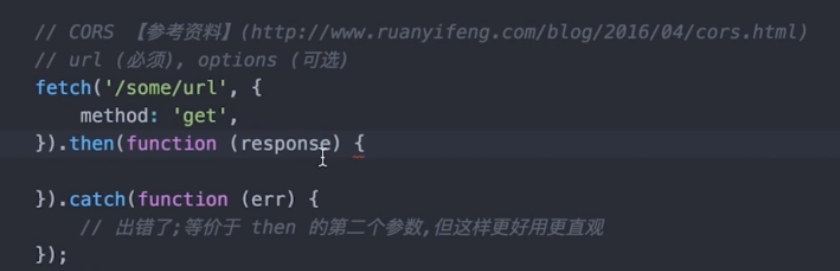 // CORS 【参考资料】(http://www.ruanyifeng.com/blog/2016/04/cors.html)
// url (必须), options (可选)
fetch('/some/url', {
    method: 'get',
}).then(function (response) {
}).catch(function (err) {
    // 出错了;等价于 then 的第二个参数,但这样更好用更直观
});